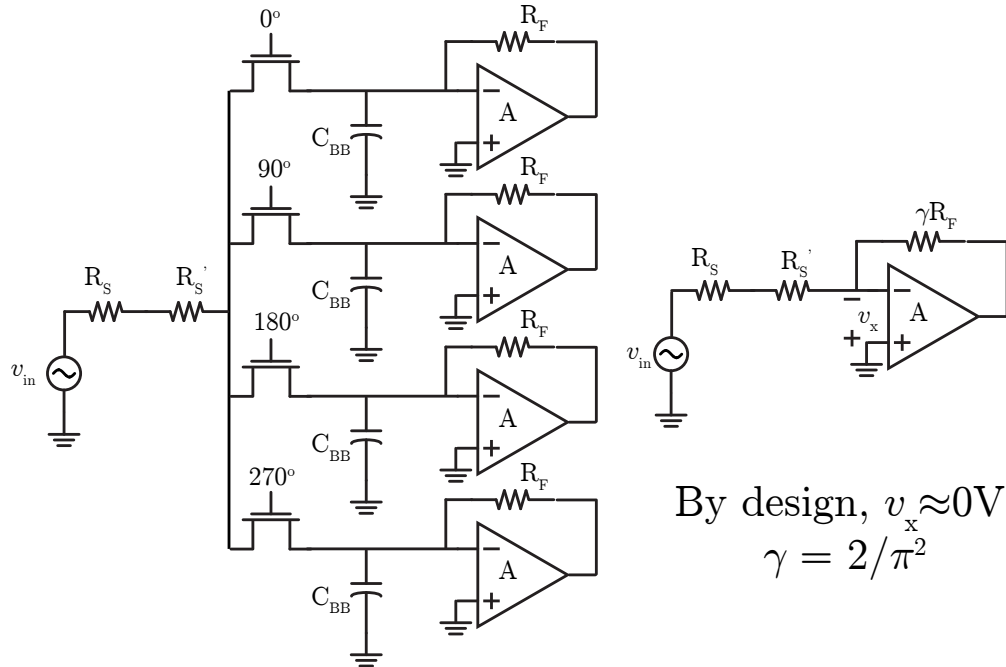 0°
R_F
A
C_BB
90°
R_F
A
C_BB
R_S
R_S'
v_in
180°
R_F
A
C_BB
270°
R_F
A
C_BB
γR_F
R_S
R_S'
v_x
A
v_in
By design, v_x≈0V
γ = 2/π²